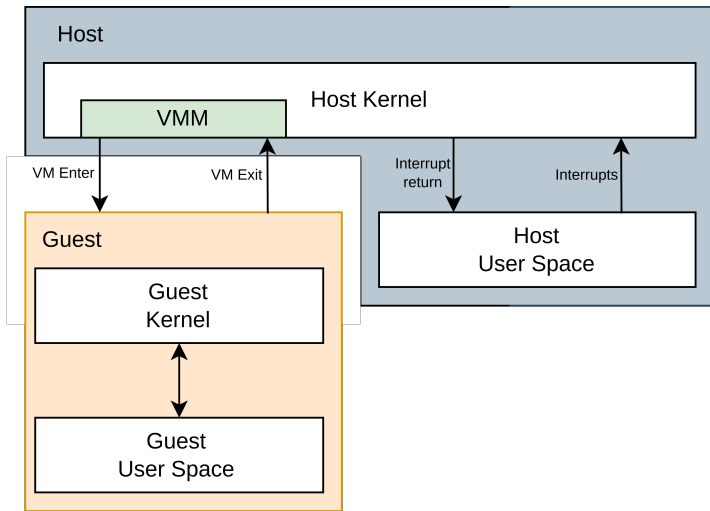 Host
Host Kernel
VMM
VM Enter
VM Exit
Interrupt
return
Interrupts
Guest
Host
User Space
Guest
Kernel
Guest
User Space